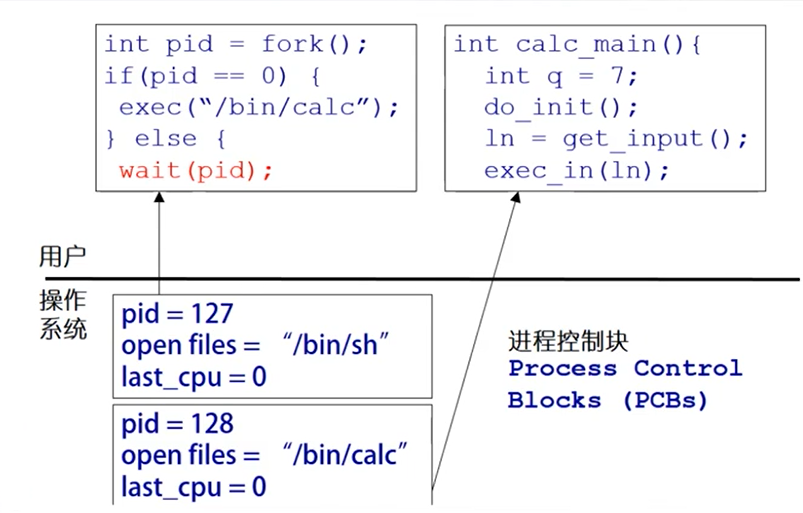 int pid = fork();
if(pid == 0) {
exec(“/bin/calc”);
} else {
wait(pid);
int calc_main(){
int q = 7;
do_init();
ln = get_input();
exec_in(ln);
用户
操作
系统
pid = 127
open files = “/bin/sh”
last_cpu = 0
pid = 128
open files = “/bin/calc”
last_cpu = 0
进程控制块
Process Control
Blocks (PCBs)